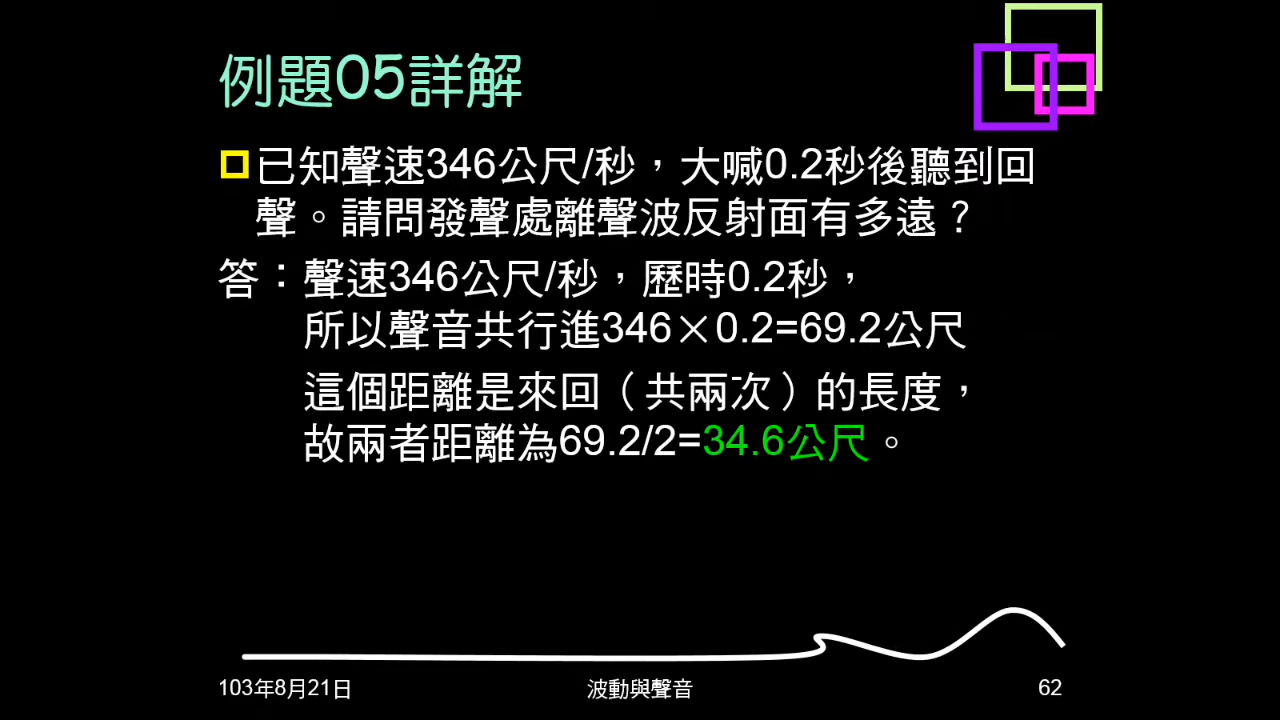 例題05詳解
已知聲速346公尺/秒，大喊0.2秒後聽到回
聲。請問發聲處離聲波反射面有多遠？
答：聲速346公尺/秒，歷時0.2秒，
所以聲音共行進346×0.2=69.2公尺
這個距離是來回（共兩次）的長度，
故兩者距離為69.2/2=34.6公尺。
103年8月21日
波動與聲音
62